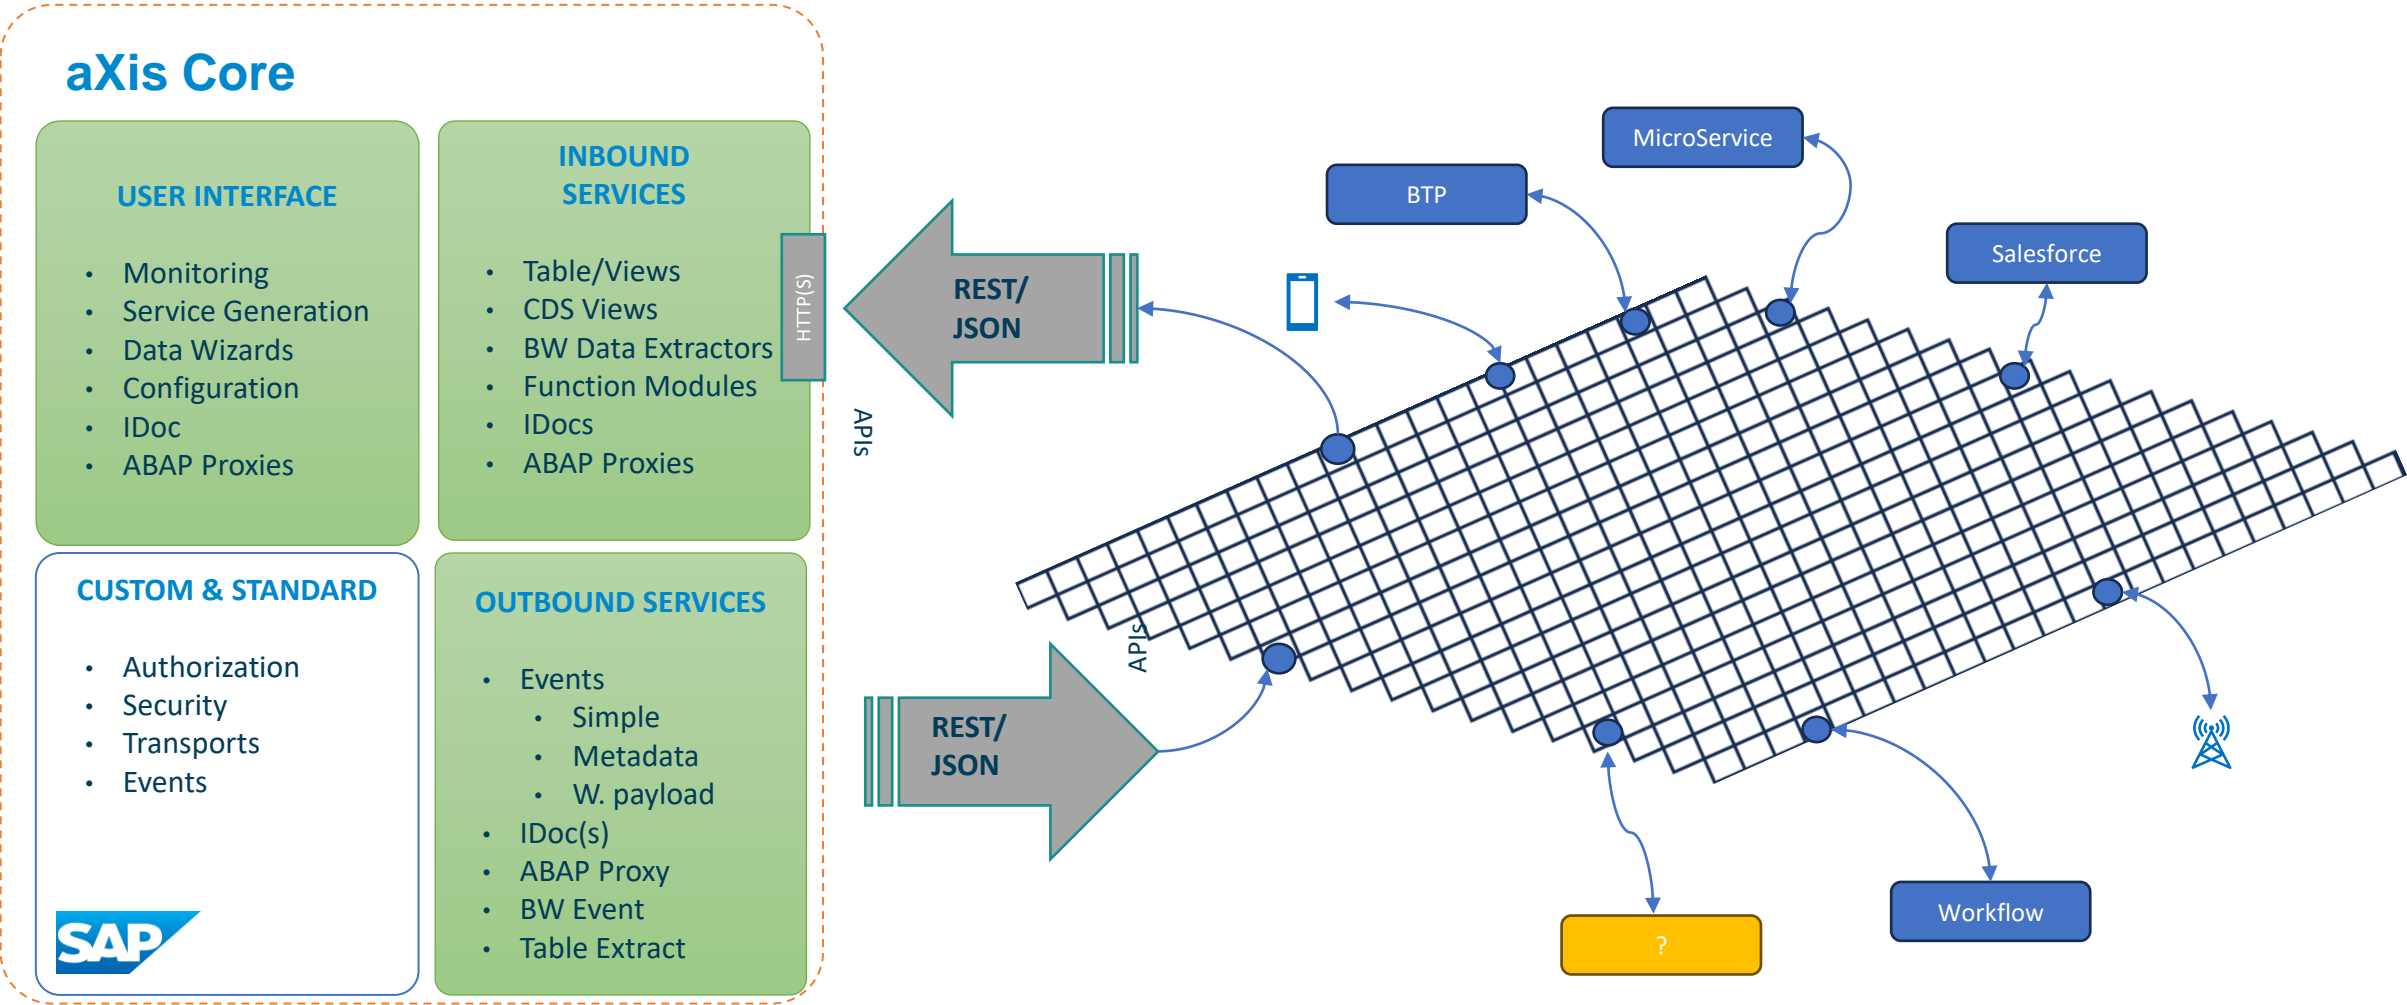 aXis Core
USER INTERFACE
• Monitoring
• Service Generation
• Data Wizards
• Configuration
• IDoc
• ABAP Proxies
INBOUND
SERVICES
• Table/Views
• CDS Views
• BW Data Extractors
• Function Modules
• IDocs
• ABAP Proxies
HTTP(S)
CUSTOM & STANDARD
• Authorization
• Security
• Transports
• Events
SAP
OUTBOUND SERVICES
• Events
• Simple
• Metadata
• W. payload
• IDoc(s)
• ABAP Proxy
• BW Event
• Table Extract
REST/
JSON
APIs
REST/
JSON
APIs
BTP
MicroService
Salesforce
?
Workflow